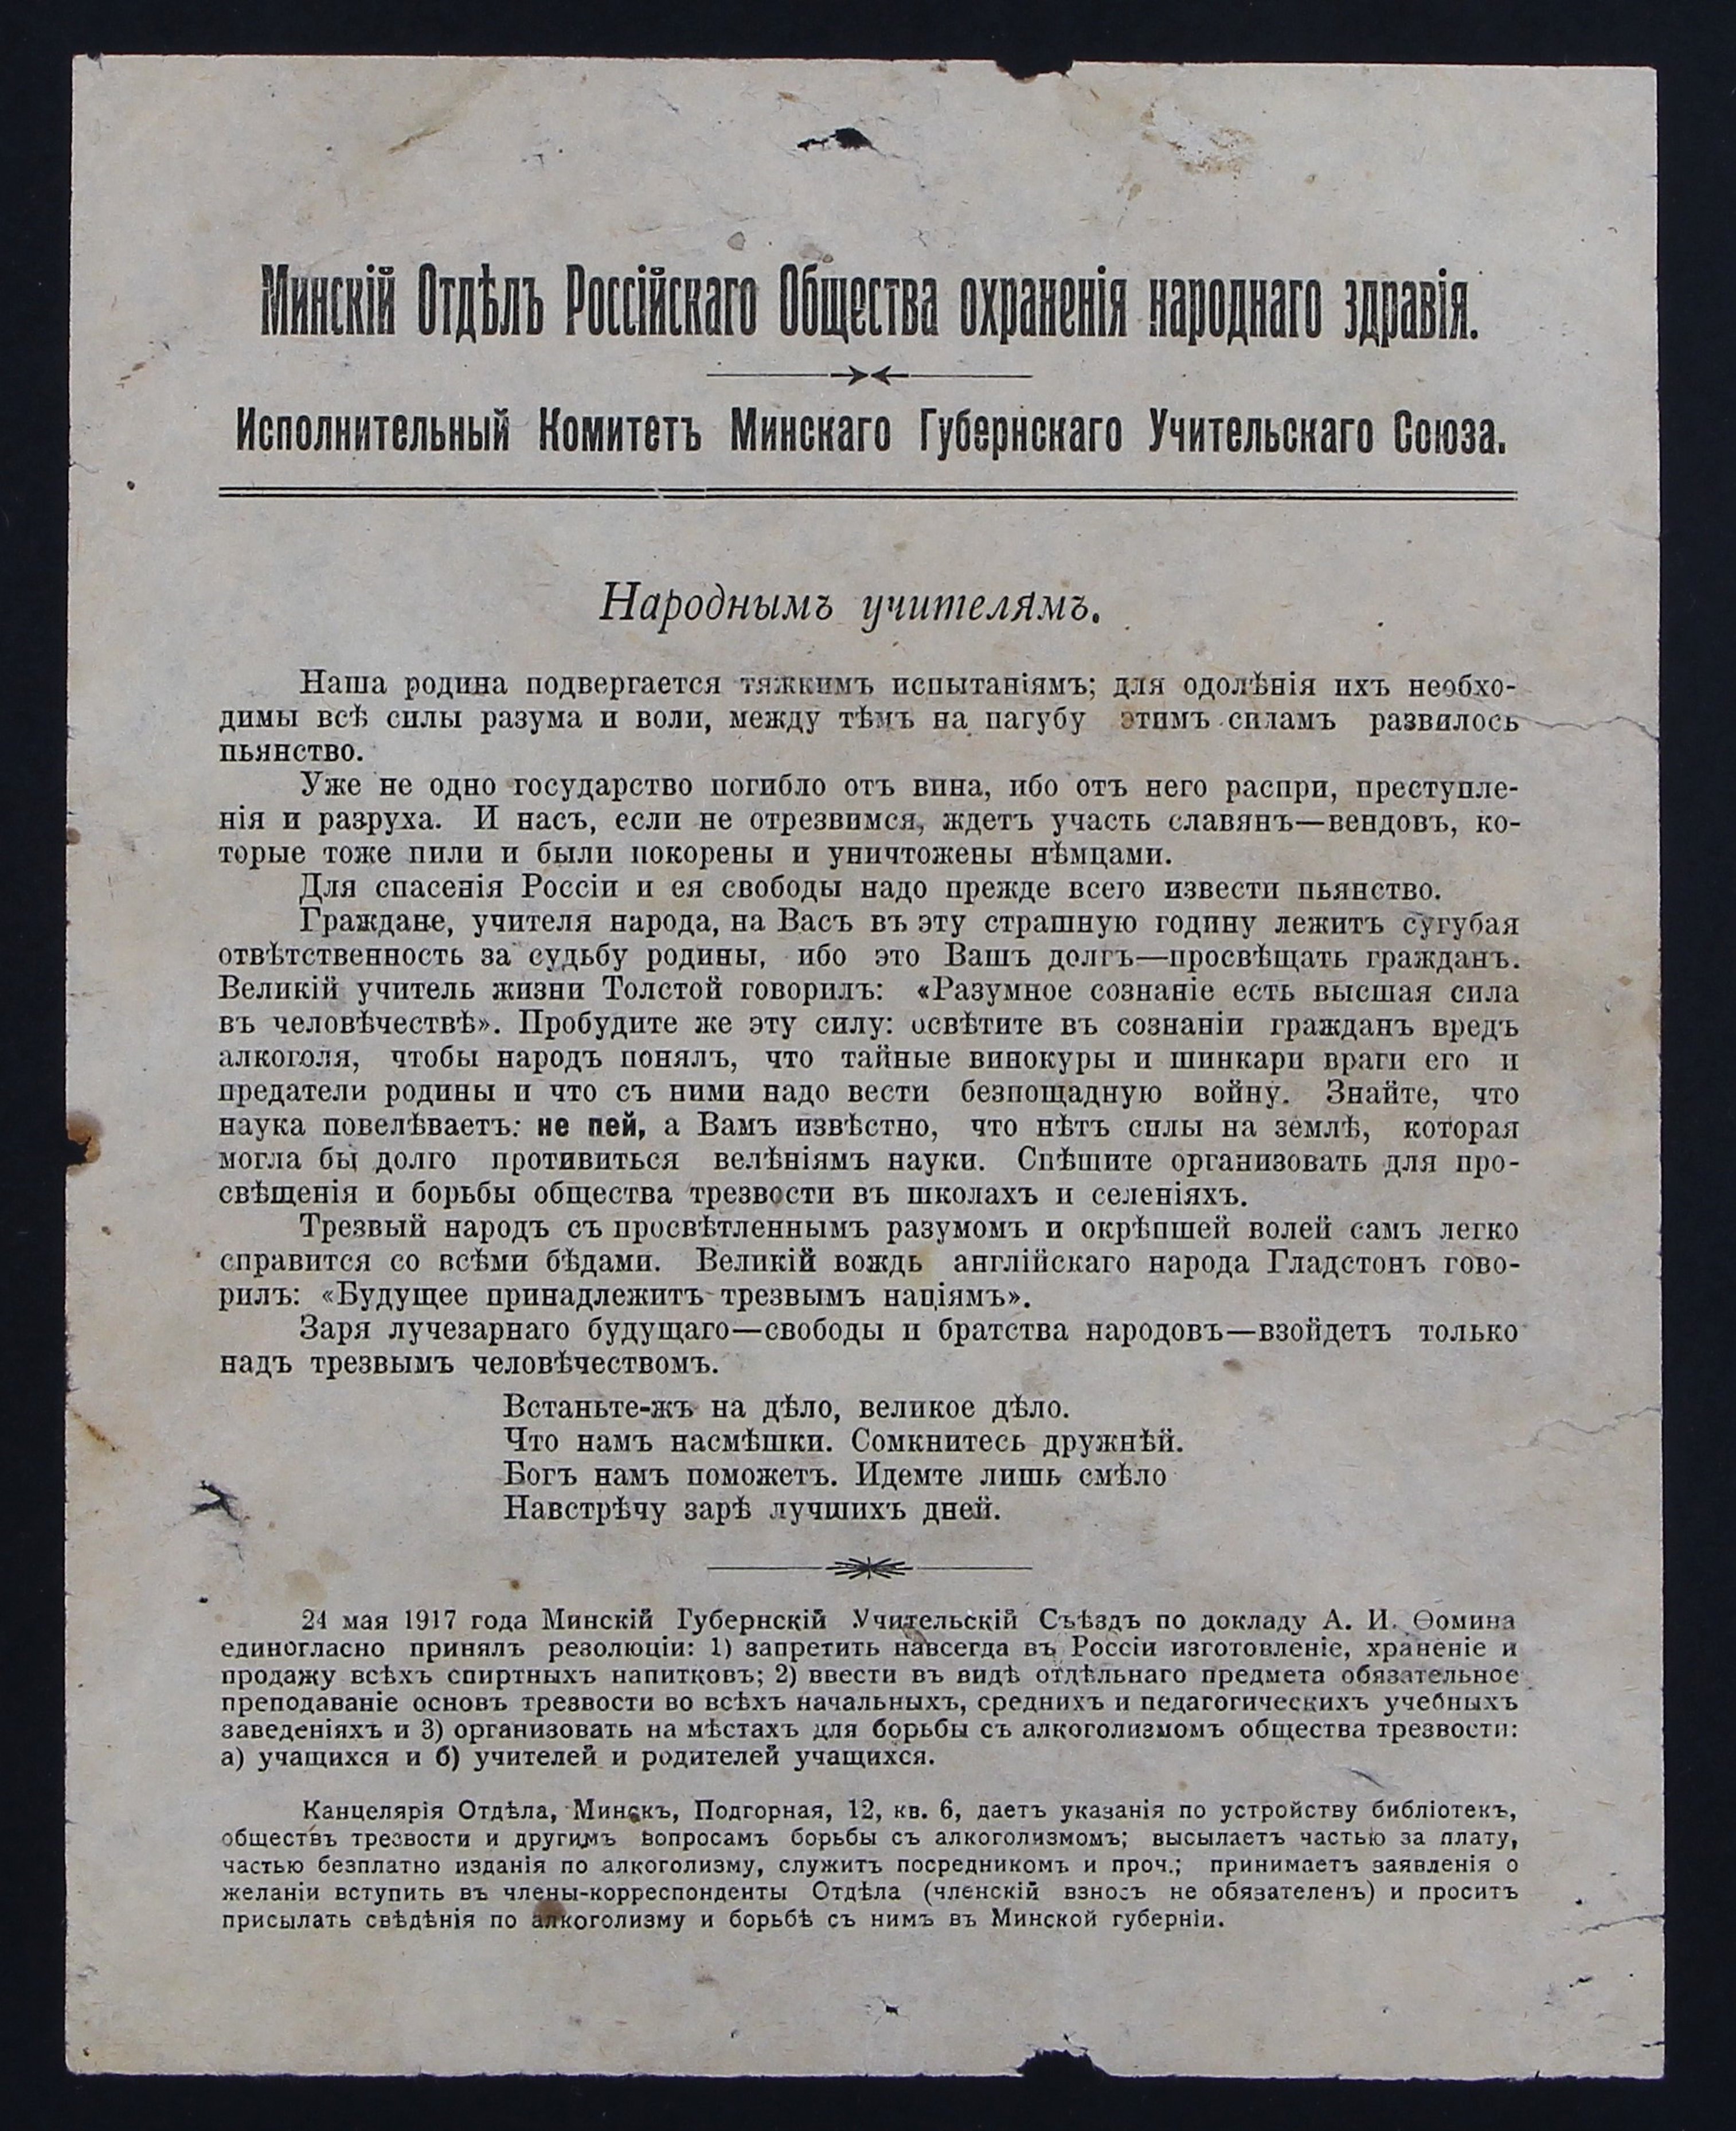 Минскій Отдѣлъ Россійскаго Общества охраненія народнаго здравія.
Исполнительный Комитетъ Минскаго Губернскаго Учительскаго Союза.
Народнымъ учителямъ.
Наша родина подвергается тяжкимъ испытаніямъ; для одолѣнія ихъ необхо-
димы всѣ силы разума и воли, между тѣмъ на пагубу этимъ силамъ развилось
пьянство.
Уже не одно государство погибло отъ вина, ибо отъ него распри, преступле-
нія и разруха. И насъ, если не отрезвимся, ждетъ участь славянъ—вендовъ, ко-
торые тоже пили и были покорены и уничтожены нѣмцами.
Для спасенія Россіи и ея свободы надо прежде всего извести пьянство.
Граждане, учителя народа, на Васъ въ эту страшную годину лежитъ сугубая
отвѣтственность за судьбу родины, ибо это Вашъ долгъ—просвѣщать гражданъ.
Великій учитель жизни Толстой говорилъ: «Разумное сознаніе есть высшая сила
въ человѣчествѣ». Пробудите же эту силу: освѣтите въ сознаніи гражданъ вредъ
алкоголя, чтобы народъ понялъ, что тайные винокуры и шинкари враги его и
предатели родины и что съ ними надо вести безпощадную войну. Знайте, что
наука повелѣваетъ: не пей, а Вамъ извѣстно, что нѣтъ силы на землѣ, которая
могла бы долго противиться велѣніямъ науки. Спѣшите организовать для про-
свѣщенія и борьбы общества трезвости въ школахъ и селеніяхъ.
Трезвый народъ съ просвѣтленнымъ разумомъ и окрѣпшей волей самъ легко
справится со всѣми бѣдами. Великій вождь англійскаго народа Гладстонъ гово-
рилъ: «Будущее принадлежитъ трезвымъ націямъ».
Заря лучезарнаго будущаго—свободы и братства народовъ—взойдетъ только
надъ трезвымъ человѣчествомъ.
Встаньте-жъ на дѣло, великое дѣло.
Что намъ насмѣшки. Сомкнитесь дружнѣй.
Богъ намъ поможетъ. Идемте лишь смѣло
Навстрѣчу зарѣ лучшихъ дней.
24 мая 1917 года Минскій Губернскій Учительскій Съѣздъ по докладу А. И. Ѳомина
единогласно принялъ резолюціи: 1) запретить навсегда въ Россіи изготовленіе, храненіе и
продажу всѣхъ спиртныхъ напитковъ; 2) ввести въ видѣ отдѣльнаго предмета обязательное
преподаваніе основъ трезвости во всѣхъ начальныхъ, среднихъ и педагогическихъ учебныхъ
заведеніяхъ и 3) организовать на мѣстахъ для борьбы съ алкоголизмомъ общества трезвости:
а) учащихся и б) учителей и родителей учащихся.
Канцелярія Отдѣла, Минскъ, Подгорная, 12, кв. 6, даетъ указанія по устройству библіотекъ,
обществъ трезвости и другимъ вопросамъ борьбы съ алкоголизмомъ; высылаетъ частью за плату,
частью безплатно изданія по алкоголизму, служитъ посредникомъ и проч.; принимаетъ заявленія о
желаніи вступить въ члены-корреспонденты Отдѣла (членскій взносъ не обязателенъ) и проситъ
присылать свѣдѣнія по алкоголизму и борьбѣ съ нимъ въ Минской губерніи.